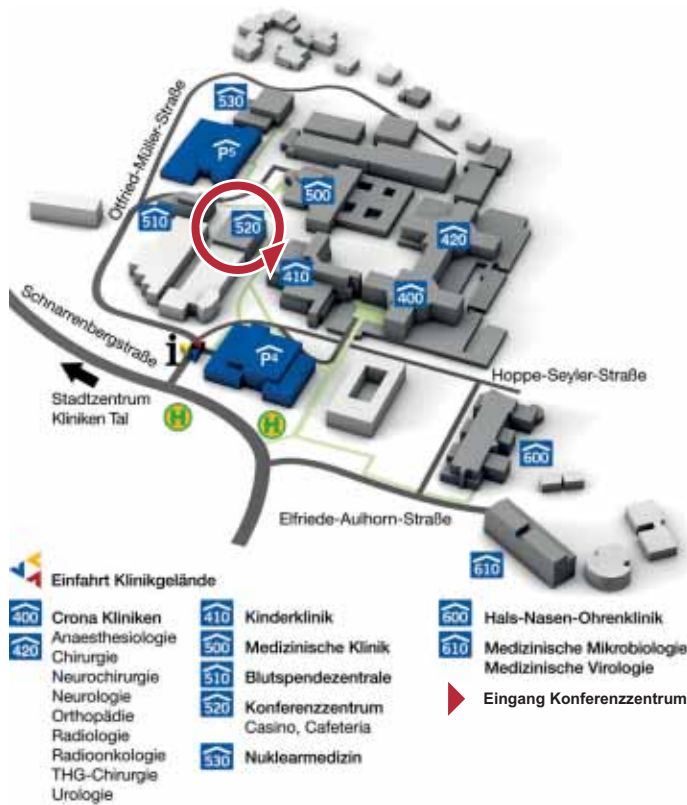 530
Otfried-Müller-Straße
P5
500
510
520
420
410
400
Schnarrenbergstraße
i
P4
Hoppe-Seyler-Straße
Stadtzentrum
Kliniken Tal
H
H
600
Elfriede-Aulhorn-Straße
610
Einfahrt Klinikgelände
400 Crona Kliniken
420 Anaesthesiologie
Chirurgie
Neurochirurgie
Neurologie
Orthopädie
Radiologie
Radioonkologie
THG-Chirurgie
Urologie
410 Kinderklinik
500 Medizinische Klinik
510 Blutspendezentrale
520 Konferenzzentrum
Casino, Cafeteria
530 Nuklearmedizin
600 Hals-Nasen-Ohrenklinik
610 Medizinische Mikrobiologie
Medizinische Virologie
Eingang Konferenzzentrum